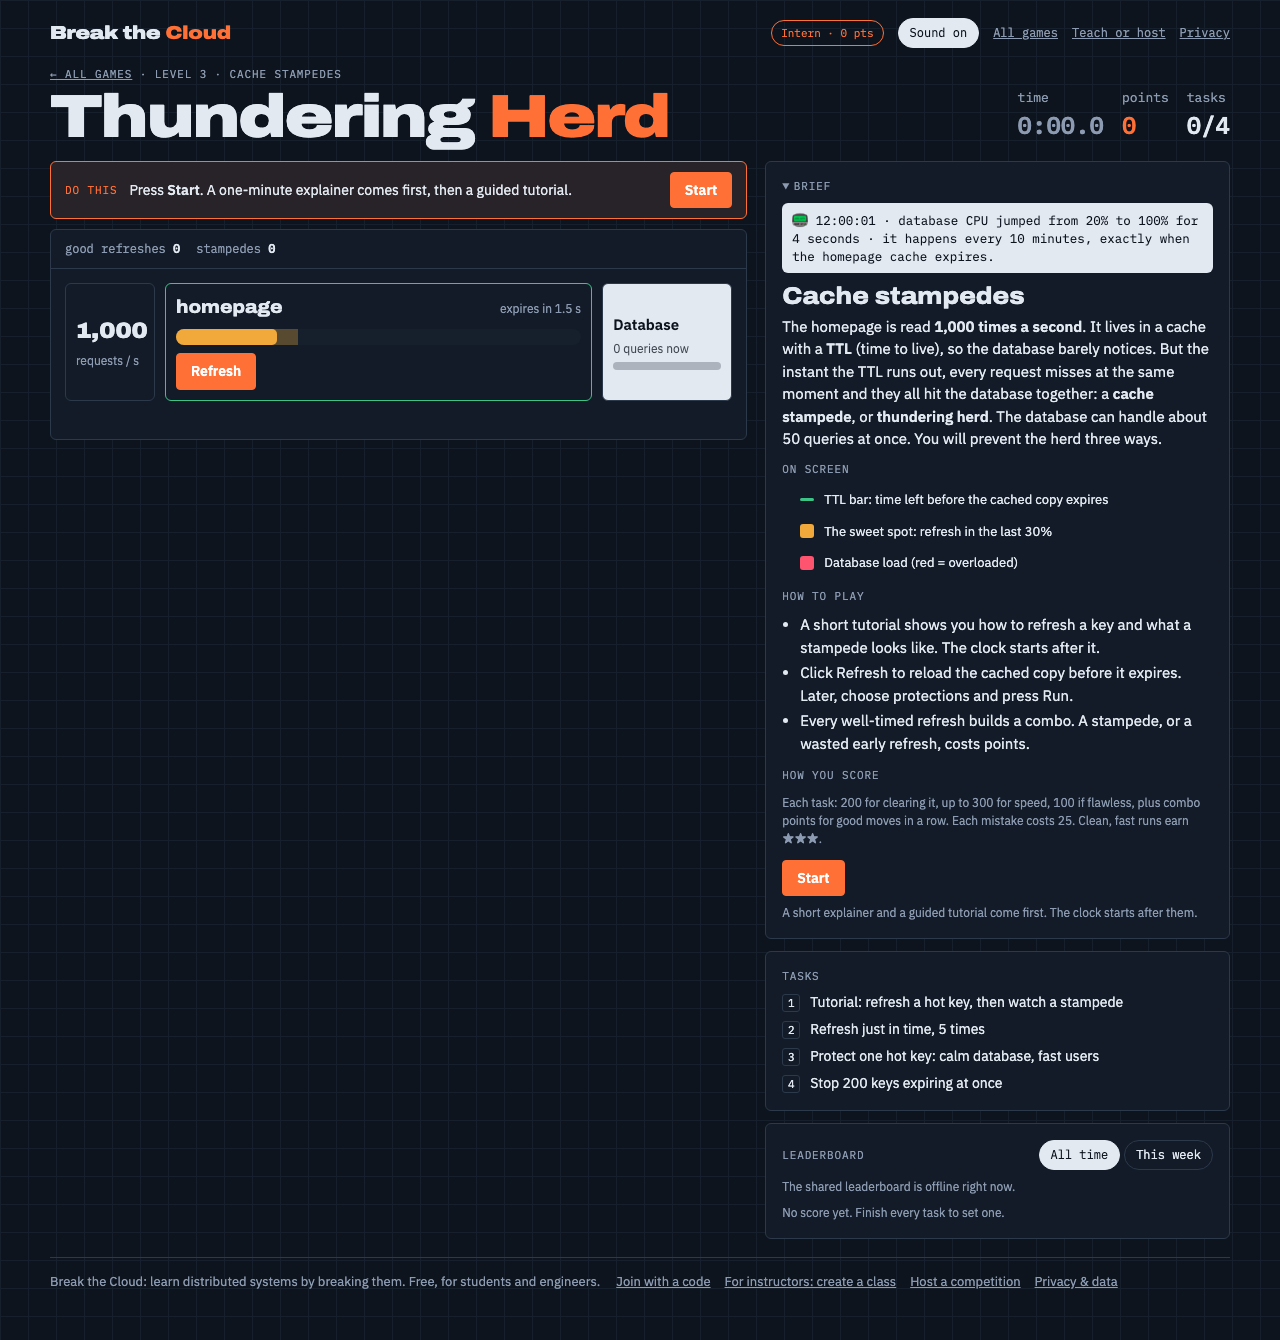 Break the Cloud
Intern · 0 pts
Sound on
All games
Teach or host
Privacy
← ALL GAMES · LEVEL 3 · CACHE STAMPEDES
Thundering Herd
time
0:00.0
points
0
tasks
0/4
DO THIS
Press Start. A one-minute explainer comes first, then a guided tutorial.
Start
good refreshes 0 stampedes 0
1,000
requests / s
homepage
expires in 1.5 s
Refresh
Database
0 queries now
▼ BRIEF
12:00:01 · database CPU jumped from 20% to 100% for
4 seconds · it happens every 10 minutes, exactly when
the homepage cache expires.
Cache stampedes
The homepage is read 1,000 times a second. It lives in a cache
with a TTL (time to live), so the database barely notices. But the
instant the TTL runs out, every request misses at the same
moment and they all hit the database together: a cache
stampede, or thundering herd. The database can handle about
50 queries at once. You will prevent the herd three ways.
ON SCREEN
TTL bar: time left before the cached copy expires
The sweet spot: refresh in the last 30%
Database load (red = overloaded)
HOW TO PLAY
• A short tutorial shows you how to refresh a key and what a
stampede looks like. The clock starts after it.
• Click Refresh to reload the cached copy before it expires.
Later, choose protections and press Run.
• Every well-timed refresh builds a combo. A stampede, or a
wasted early refresh, costs points.
HOW YOU SCORE
Each task: 200 for clearing it, up to 300 for speed, 100 if flawless, plus combo
points for good moves in a row. Each mistake costs 25. Clean, fast runs earn
★★★.
Start
A short explainer and a guided tutorial come first. The clock starts after them.
TASKS
1 Tutorial: refresh a hot key, then watch a stampede
2 Refresh just in time, 5 times
3 Protect one hot key: calm database, fast users
4 Stop 200 keys expiring at once
LEADERBOARD
All time
This week
The shared leaderboard is offline right now.
No score yet. Finish every task to set one.
Break the Cloud: learn distributed systems by breaking them. Free, for students and engineers.
Join with a code
For instructors: create a class
Host a competition
Privacy & data